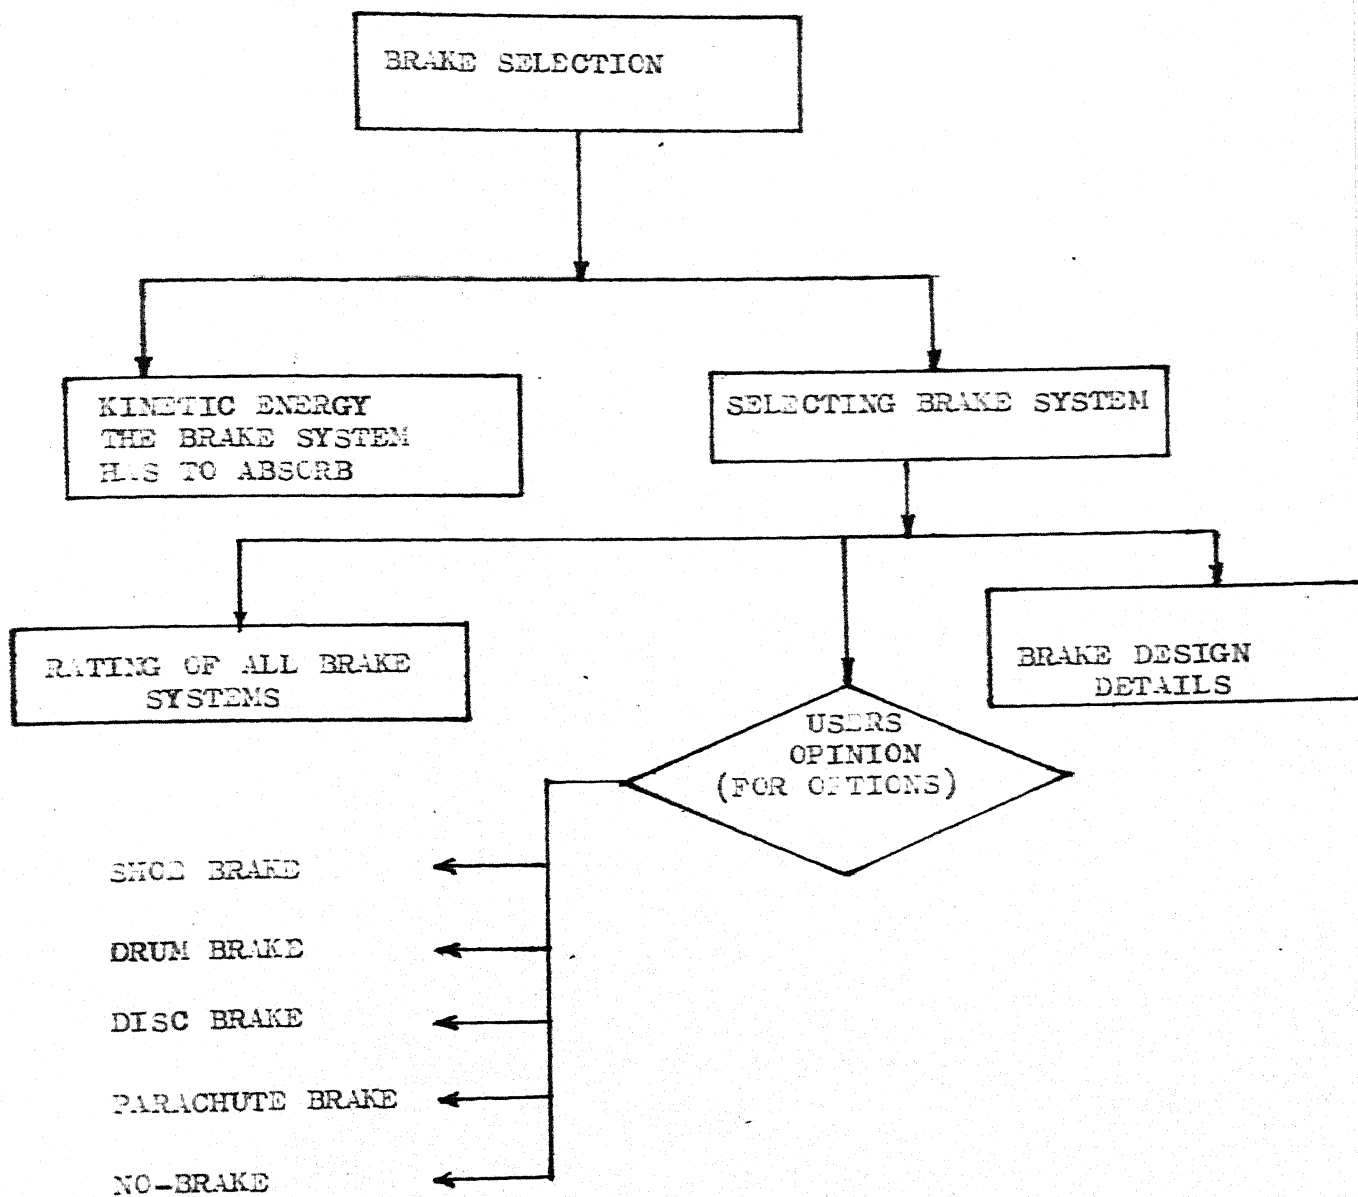 BRAKE SELECTION
KINETIC ENERGY
THE BRAKE SYSTEM
HAS TO ABSORB
SELECTING BRAKE SYSTEM
RATING OF ALL BRAKE
SYSTEMS
USERS
OPINION
(FOR OPTIONS)
BRAKE DESIGN
DETAILS
SHOE BRAKE
DRUM BRAKE
DISC BRAKE
PARACHUTE BRAKE
NO-BRAKE